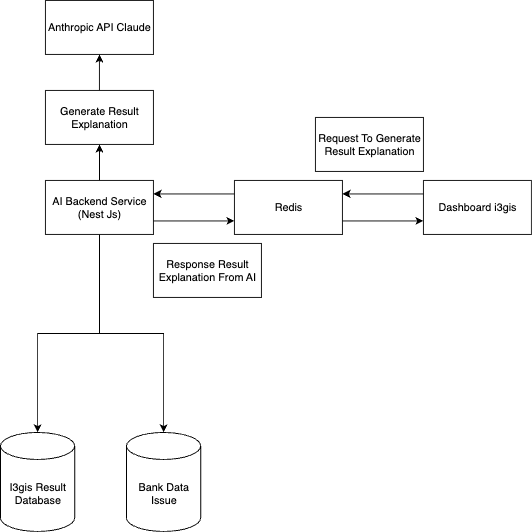 Anthropic API Claude
Generate Result
Explanation
Request To Generate
Result Explanation
AI Backend Service
(Nest Js)
Redis
Dashboard i3gis
Response Result
Explanation From AI
I3gis Result
Database
Bank Data
Issue